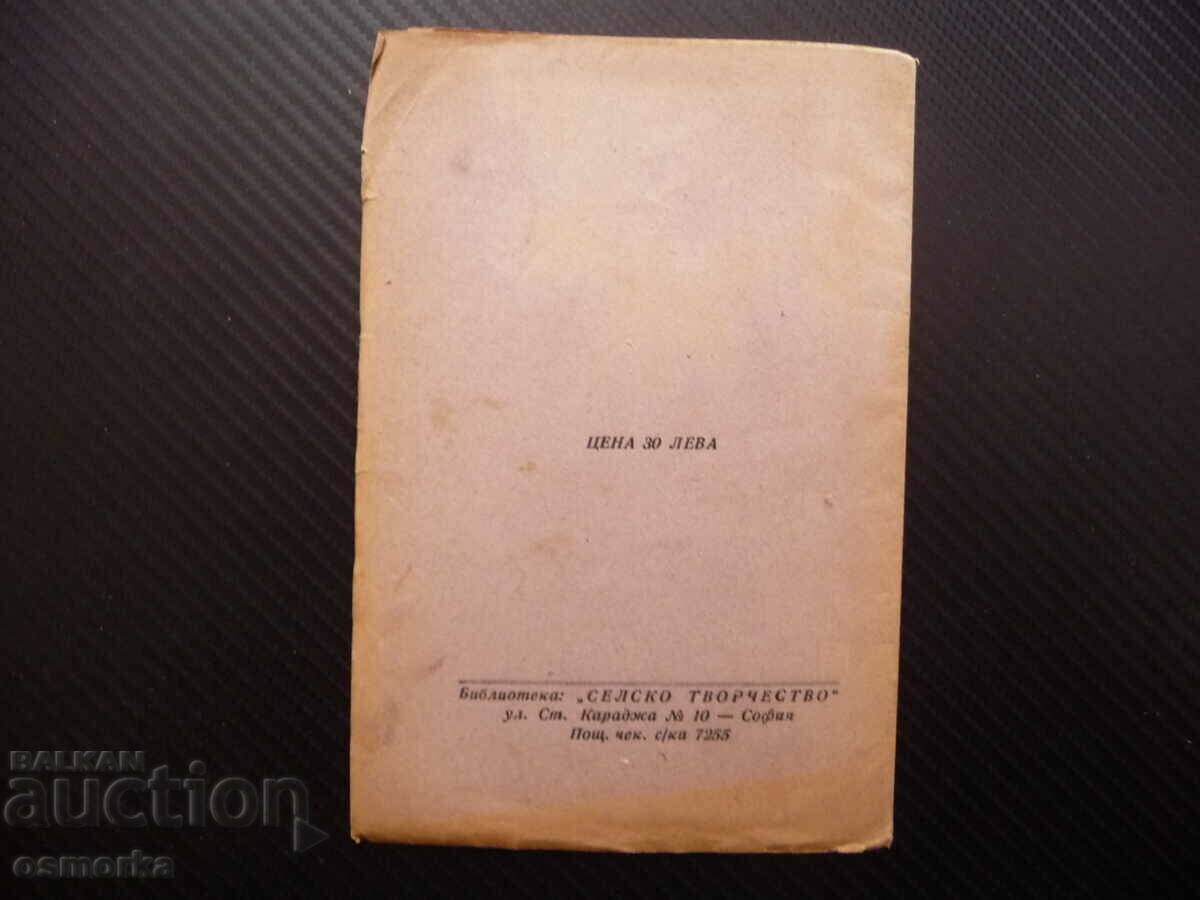 ЦЕНА 30 ЛЕВА
Библиотека: „СЕЛСКО ТВОРЧЕСТВО"
ул. Ст. Караджа № 10 — София
Пощ. чек. с/ка 7255
BALKAN
auction
osmorka